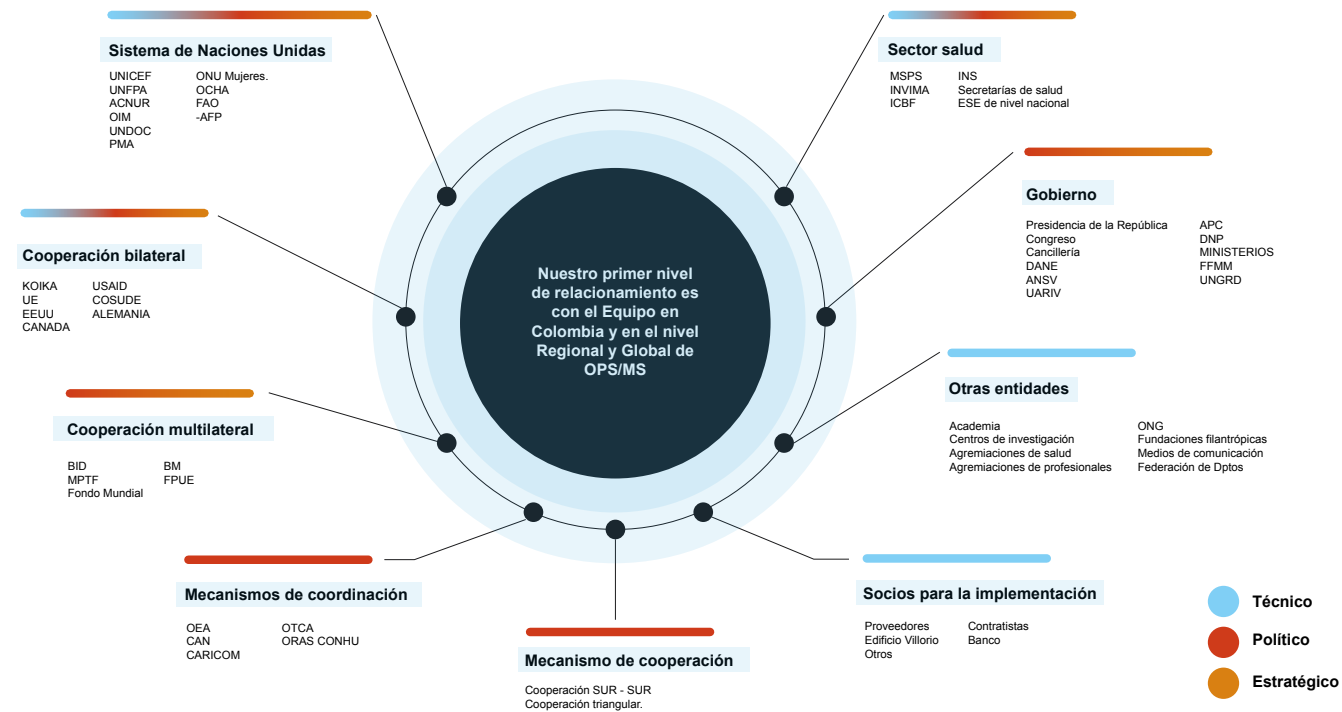 Sistema de Naciones Unidas
UNICEF
UNFPA
ACNUR
OIM
UNDOC
PMA
ONU Mujeres.
OCHA
FAO
-AFP
Sector salud
MSPS
INVIMA
ICBF
INS
Secretarías de salud
ESE de nivel nacional
Cooperación bilateral
KOIKA
UE
EEUU
CANADA
USAID
COSUDE
ALEMANIA
Nuestro primer nivel
de relacionamiento es
con el Equipo en
Colombia y en el nivel
Regional y Global de
OPS/MS
Gobierno
Presidencia de la República
Congreso
Cancillería
DANE
ANSV
UARIV
APC
DNP
MINISTERIOS
FFMM
UNGRD
Cooperación multilateral
BID
MPTF
Fondo Mundial
BM
FPUE
Otras entidades
Academia
Centros de investigación
Agremiaciones de salud
Agremiaciones de profesionales
ONG
Fundaciones filantrópicas
Medios de comunicación
Federación de Dptos
Mecanismos de coordinación
OEA
CAN
CARICOM
OTCA
ORAS CONHU
Mecanismo de cooperación
Cooperación SUR - SUR
Cooperación triangular.
Socios para la implementación
Proveedores
Edificio Villorio
Otros
Contratistas
Banco
Técnico
Político
Estratégico